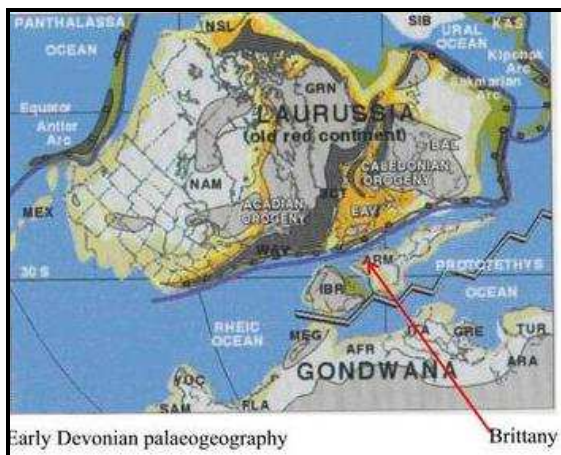 PANTHALASSA
OCEAN
NSL
SIB
URAL
OCEAN
KAS
Kipchak
Arc
Sakmarian
Arc
GRN
Equator
Antler
Arc
LAURUSSIA
(old red continent)
BAL
CALEDONIAN
OROGENY
NAM
MEX
ACADIAN
OROGENY
EAV
WAV
ARM
PROTOTETHYS
OCEAN
30 S
IBR
RHEIC
OCEAN
MEG
AFR
ITA
GRE
TUR
ARA
GONDWANA
YUC
SAM
FLA
Early Devonian palaeogeography
Brittany